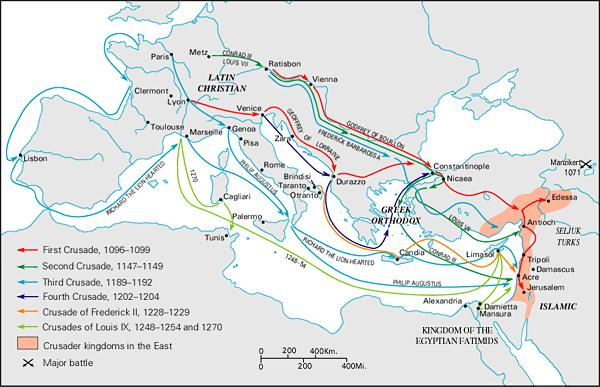 Paris
Metz
CONRAD III
LOUIS VII
Ratisbon
LATIN
CHRISTIAN
Vienna
Clermont
Lyon
Venice
GEOFFREY OF LORRAINE
GODFREY OF BOUILLON
FREDERICK BARBAROSSA
Toulouse
Marseille
Genoa
Pisa
Zara
Lisbon
RICHARD THE LION-HEARTED
1270
PHILIP AUGUSTUS
Rome
Brindisi
Taranto
Otranto
Durazzo
Constantinople
Nicaea
Manzikert
1071
Edessa
Cagliari
Palermo
Tunis
GREEK
ORTHODOX
LOUIS VII
Antioch
SELJUK
TURKS
RICHARD THE LION-HEARTED
1248-54
Candia
CONRAD III
Limasol
Tripoli
Damascus
PHILIP AUGUSTUS
Acre
Jerusalem
Alexandria
Damietta
Mansura
ISLAMIC
KINGDOM OF THE
EGYPTIAN FATIMIDS
First Crusade, 1096–1099
Second Crusade, 1147–1149
Third Crusade, 1189–1192
Fourth Crusade, 1202–1204
Crusade of Frederick II, 1228–1229
Crusades of Louis IX, 1248–1254 and 1270
Crusader kingdoms in the East
Major battle
0 200 400Km.
0 200 400Mi.